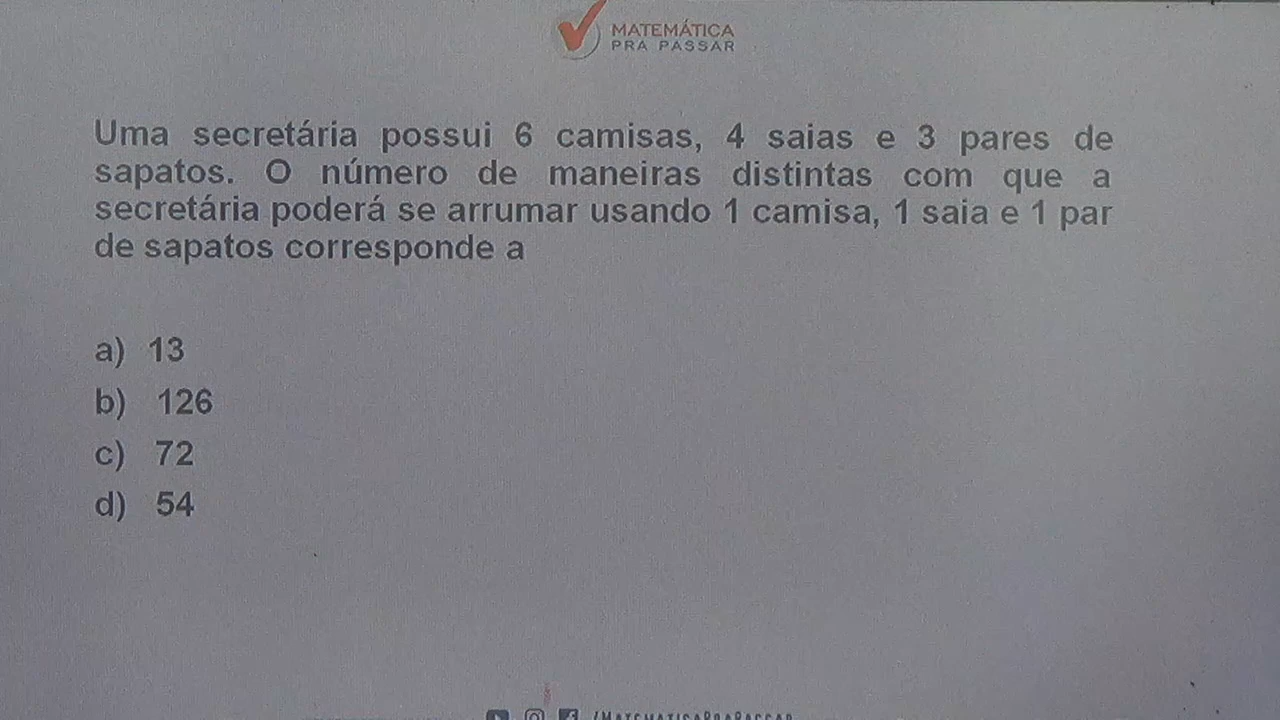 MATEMÁTICA
PRA PASSAR
Uma secretária possui 6 camisas, 4 saias e 3 pares de
sapatos. O número de maneiras distintas com que a
secretária poderá se arrumar usando 1 camisa, 1 saia e 1 par
de sapatos corresponde a
a) 13
b) 126
c) 72
d) 54
/MATEMATICAPRAPASSAR